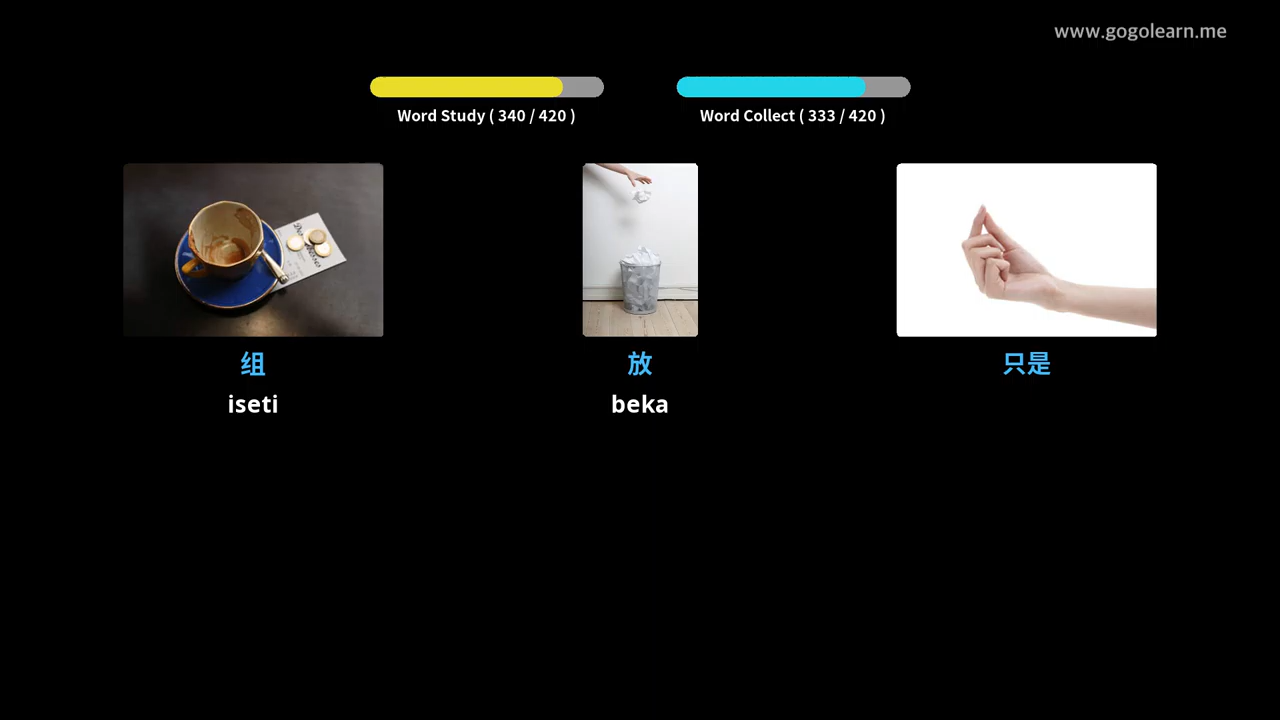 www.gogolearn.me
Word Study ( 340 / 420 )
Word Collect ( 333 / 420 )
组
放
只是
iseti
beka